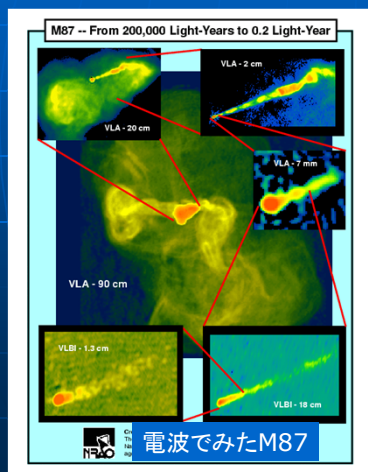 M87 -- From 200,000 Light-Years to 0.2 Light-Year
VLA - 20 cm
VLA - 2 cm
VLA - 7 mm
VLA - 90 cm
VLBI - 1.3 cm
VLBI - 18 cm
NRAO
電波でみたM87